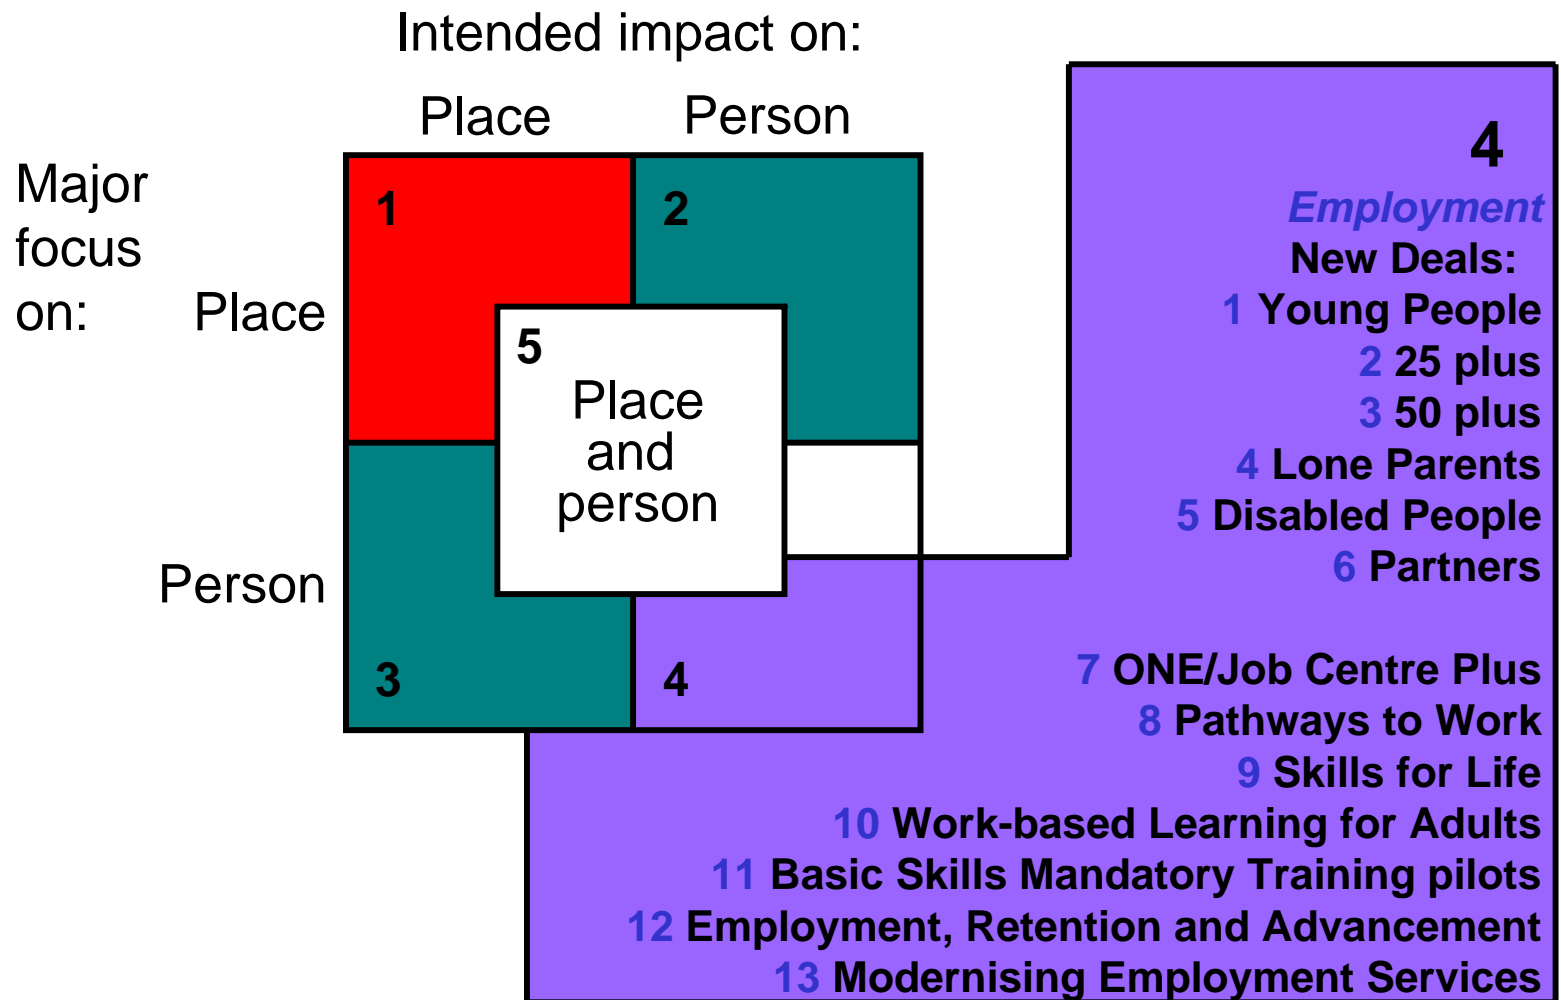 Intended impact on:
Place Person
Major
focus
on:
Place
Person
1
2
5
Place
and
person
3
4
4
Employment
New Deals:
1 Young People
2 25 plus
3 50 plus
4 Lone Parents
5 Disabled People
6 Partners
7 ONE/Job Centre Plus
8 Pathways to Work
9 Skills for Life
10 Work-based Learning for Adults
11 Basic Skills Mandatory Training pilots
12 Employment, Retention and Advancement
13 Modernising Employment Services